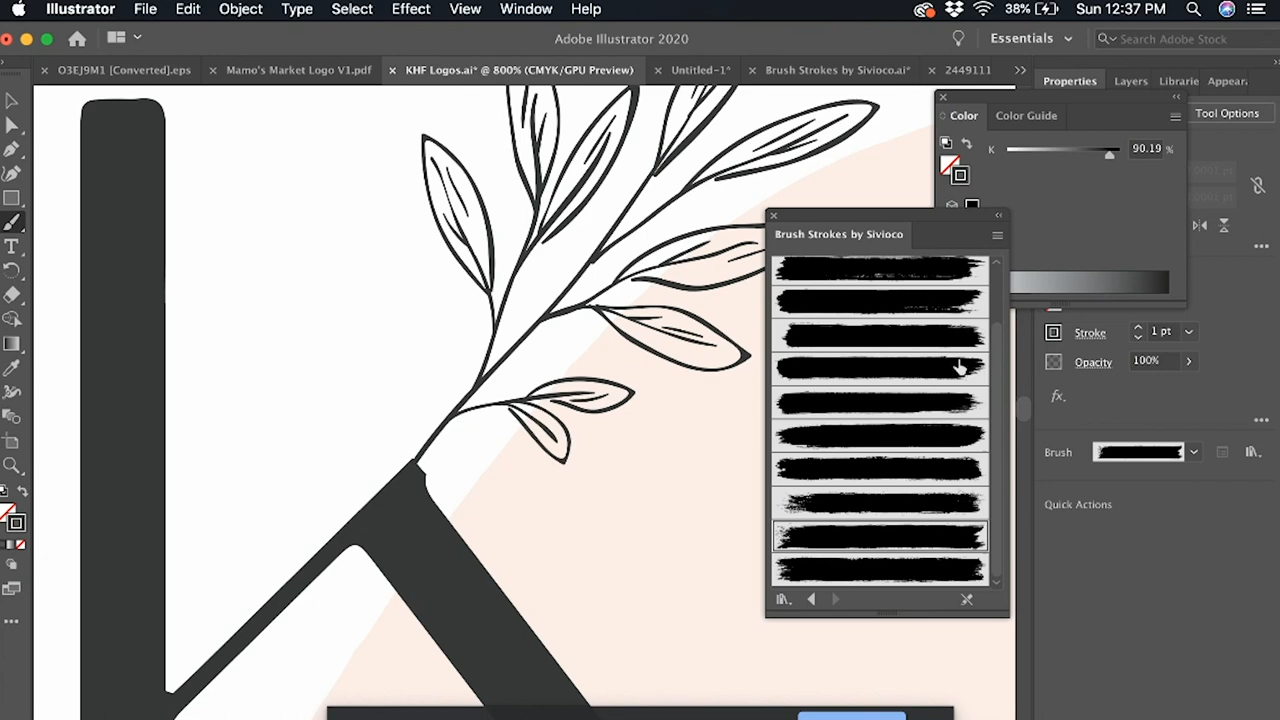 Illustrator File Edit Object Type Select Effect View Window Help 38% Sun 12:37 PM
Adobe Illustrator 2020 Essentials Search Adobe Stock
O3EJ9M1 [Converted].eps Mamo's Market Logo V1.pdf KHF Logos.ai* @ 800% (CMYK/GPU Preview) Untitled-1* Brush Strokes by Sivioco.ai* 2449111
Properties Layers Librarie Appear
Color Color Guide
Tool Options
K 90.19 %
Brush Strokes by Sivioco
Stroke 1 pt
Opacity 100%
fx.
Brush
Quick Actions